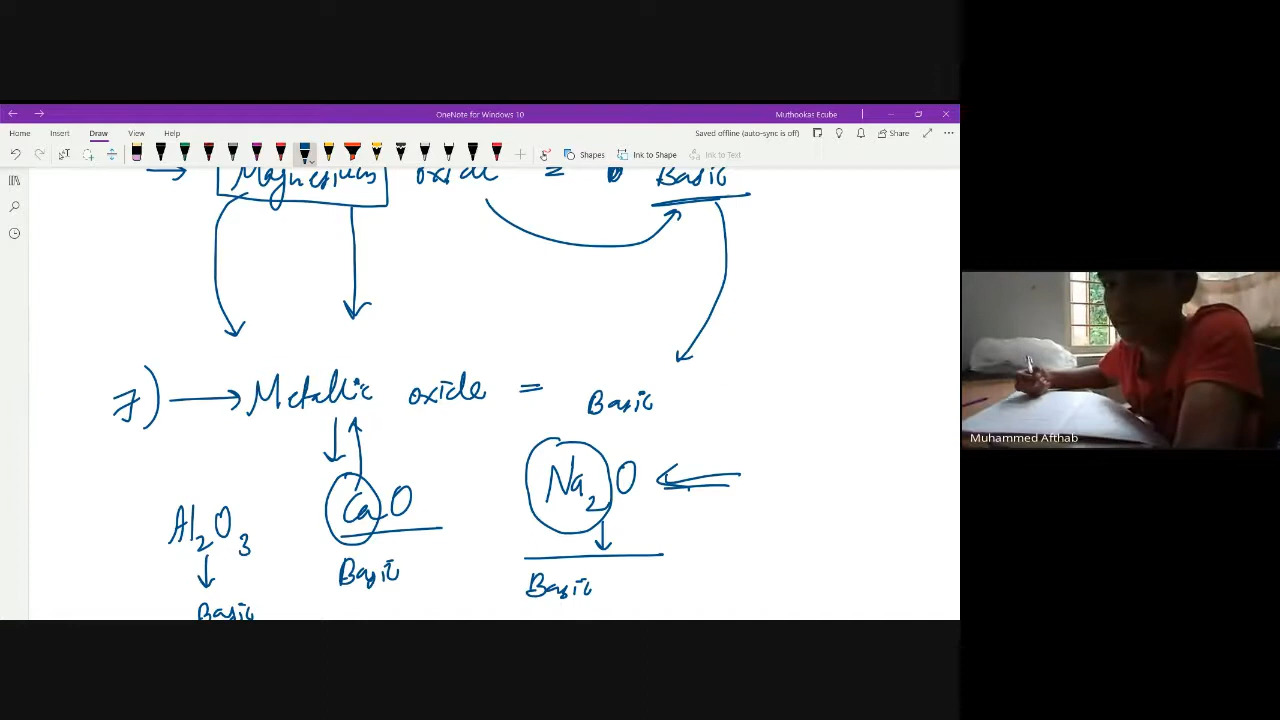 OneNote for Windows 10
Muthookas Ecube
Home Insert Draw View Help
Saved offline (auto-sync is off)
Share
Shapes
Ink to Shape
Ink to Text
→ Magnesium oxide = Basic
7) → Metallic oxide = Basic
Al2O3 CaO Na2O
Basic Basic Basic
Muhammed Afthab